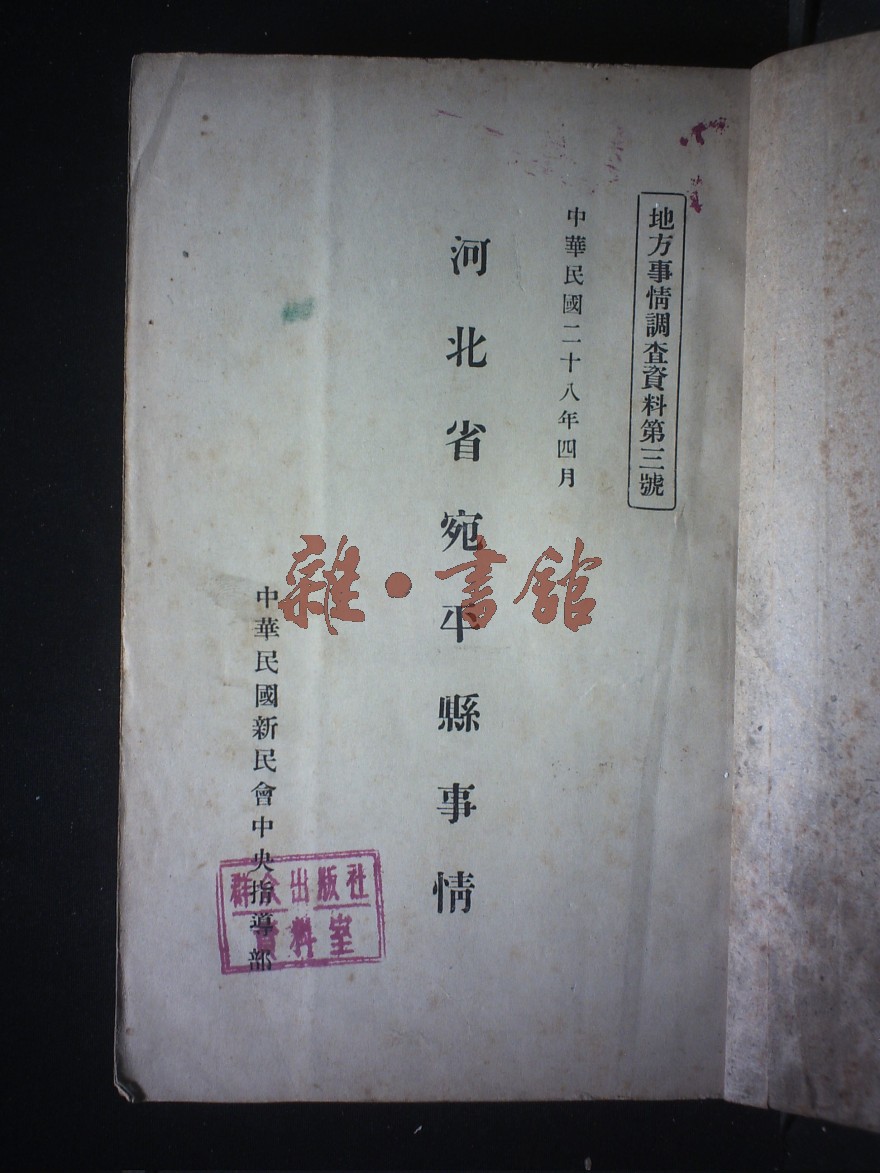 地方事情調查資料第三號
中華民國二十八年四月
河北省宛平縣事情
中華民國新民會中央指導部
雜·書館
群众出版社
資料室